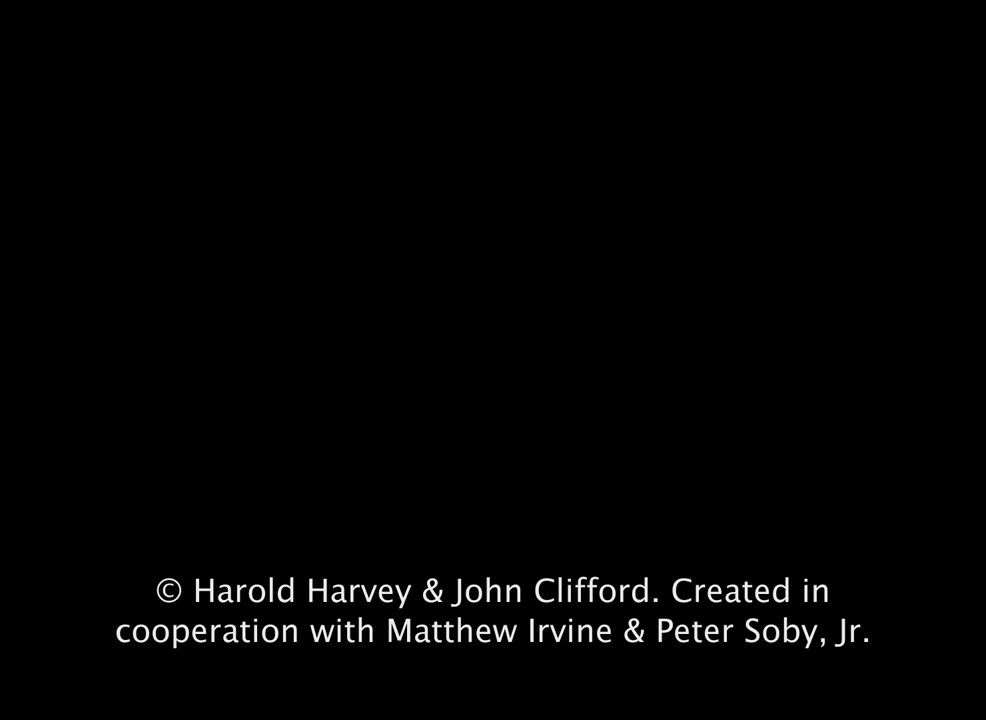 © Harold Harvey & John Clifford. Created in
cooperation with Matthew Irvine & Peter Soby, Jr.